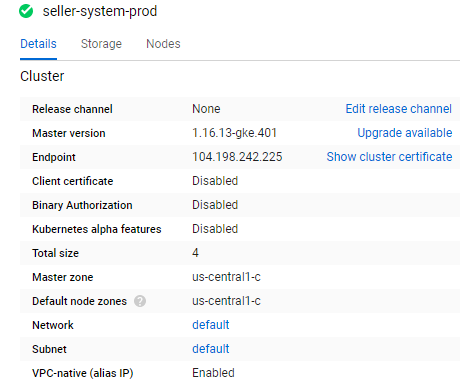 seller-system-prod
Details Storage Nodes
Cluster
Release channel None Edit release channel
Master version 1.16.13-gke.401 Upgrade available
Endpoint 104.198.242.225 Show cluster certificate
Client certificate Disabled
Binary Authorization Disabled
Kubernetes alpha features Disabled
Total size 4
Master zone us-central1-c
Default node zones ? us-central1-c
Network default
Subnet default
VPC-native (alias IP) Enabled